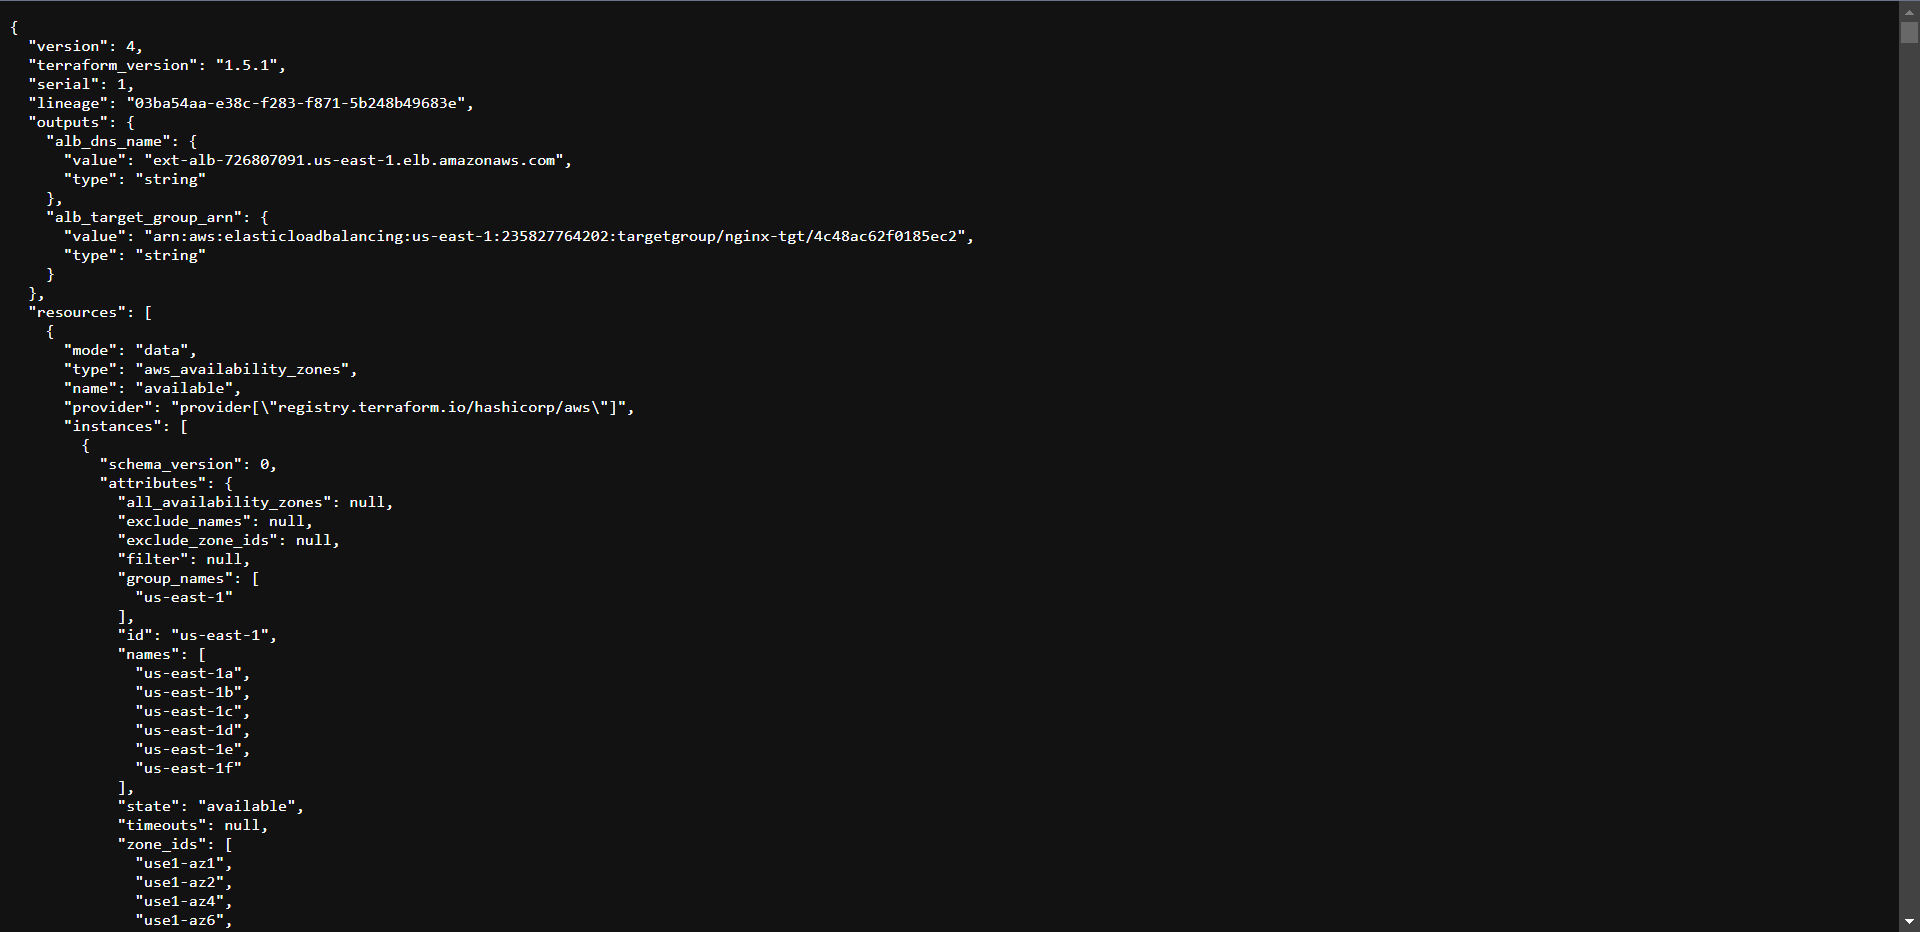 {
  "version": 4,
  "terraform_version": "1.5.1",
  "serial": 1,
  "lineage": "03ba54aa-e38c-f283-f871-5b248b49683e",
  "outputs": {
    "alb_dns_name": {
      "value": "ext-alb-726807091.us-east-1.elb.amazonaws.com",
      "type": "string"
    },
    "alb_target_group_arn": {
      "value": "arn:aws:elasticloadbalancing:us-east-1:235827764202:targetgroup/nginx-tgt/4c48ac62f0185ec2",
      "type": "string"
    }
  },
  "resources": [
    {
      "mode": "data",
      "type": "aws_availability_zones",
      "name": "available",
      "provider": "provider[\"registry.terraform.io/hashicorp/aws\"]",
      "instances": [
        {
          "schema_version": 0,
          "attributes": {
            "all_availability_zones": null,
            "exclude_names": null,
            "exclude_zone_ids": null,
            "filter": null,
            "group_names": [
              "us-east-1"
            ],
            "id": "us-east-1",
            "names": [
              "us-east-1a",
              "us-east-1b",
              "us-east-1c",
              "us-east-1d",
              "us-east-1e",
              "us-east-1f"
            ],
            "state": "available",
            "timeouts": null,
            "zone_ids": [
              "use1-az1",
              "use1-az2",
              "use1-az4",
              "use1-az6",